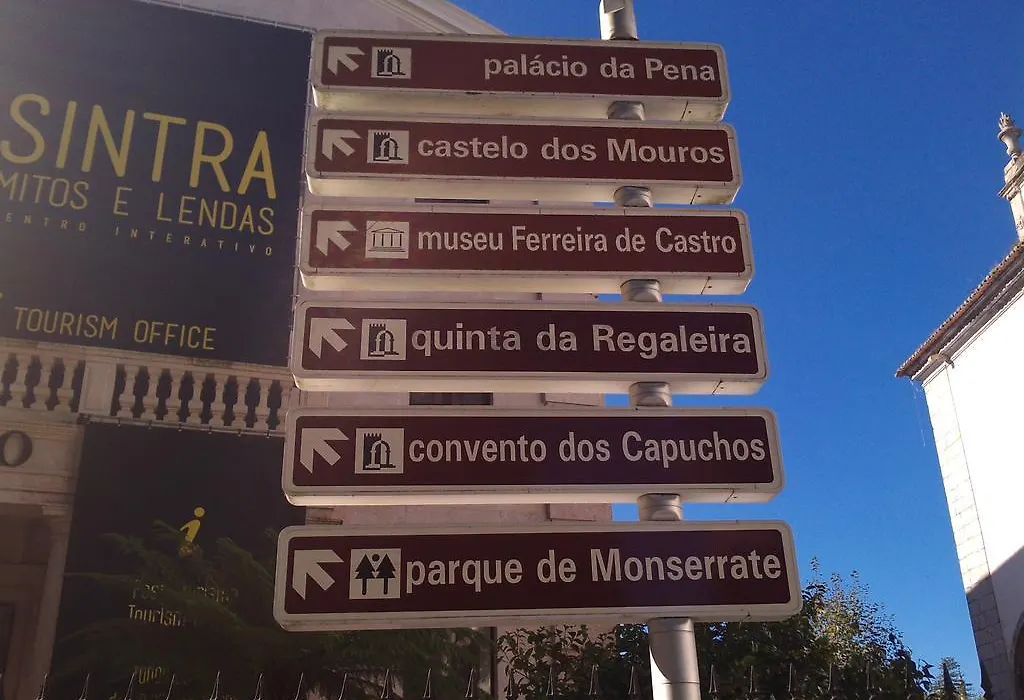 SINTRA
MITOS E LENDAS
CENTRO INTERATIVO
TOURISM OFFICE
palácio da Pena
castelo dos Mouros
museu Ferreira de Castro
quinta da Regaleira
convento dos Capuchos
parque de Monserrate
O
i
Tourism